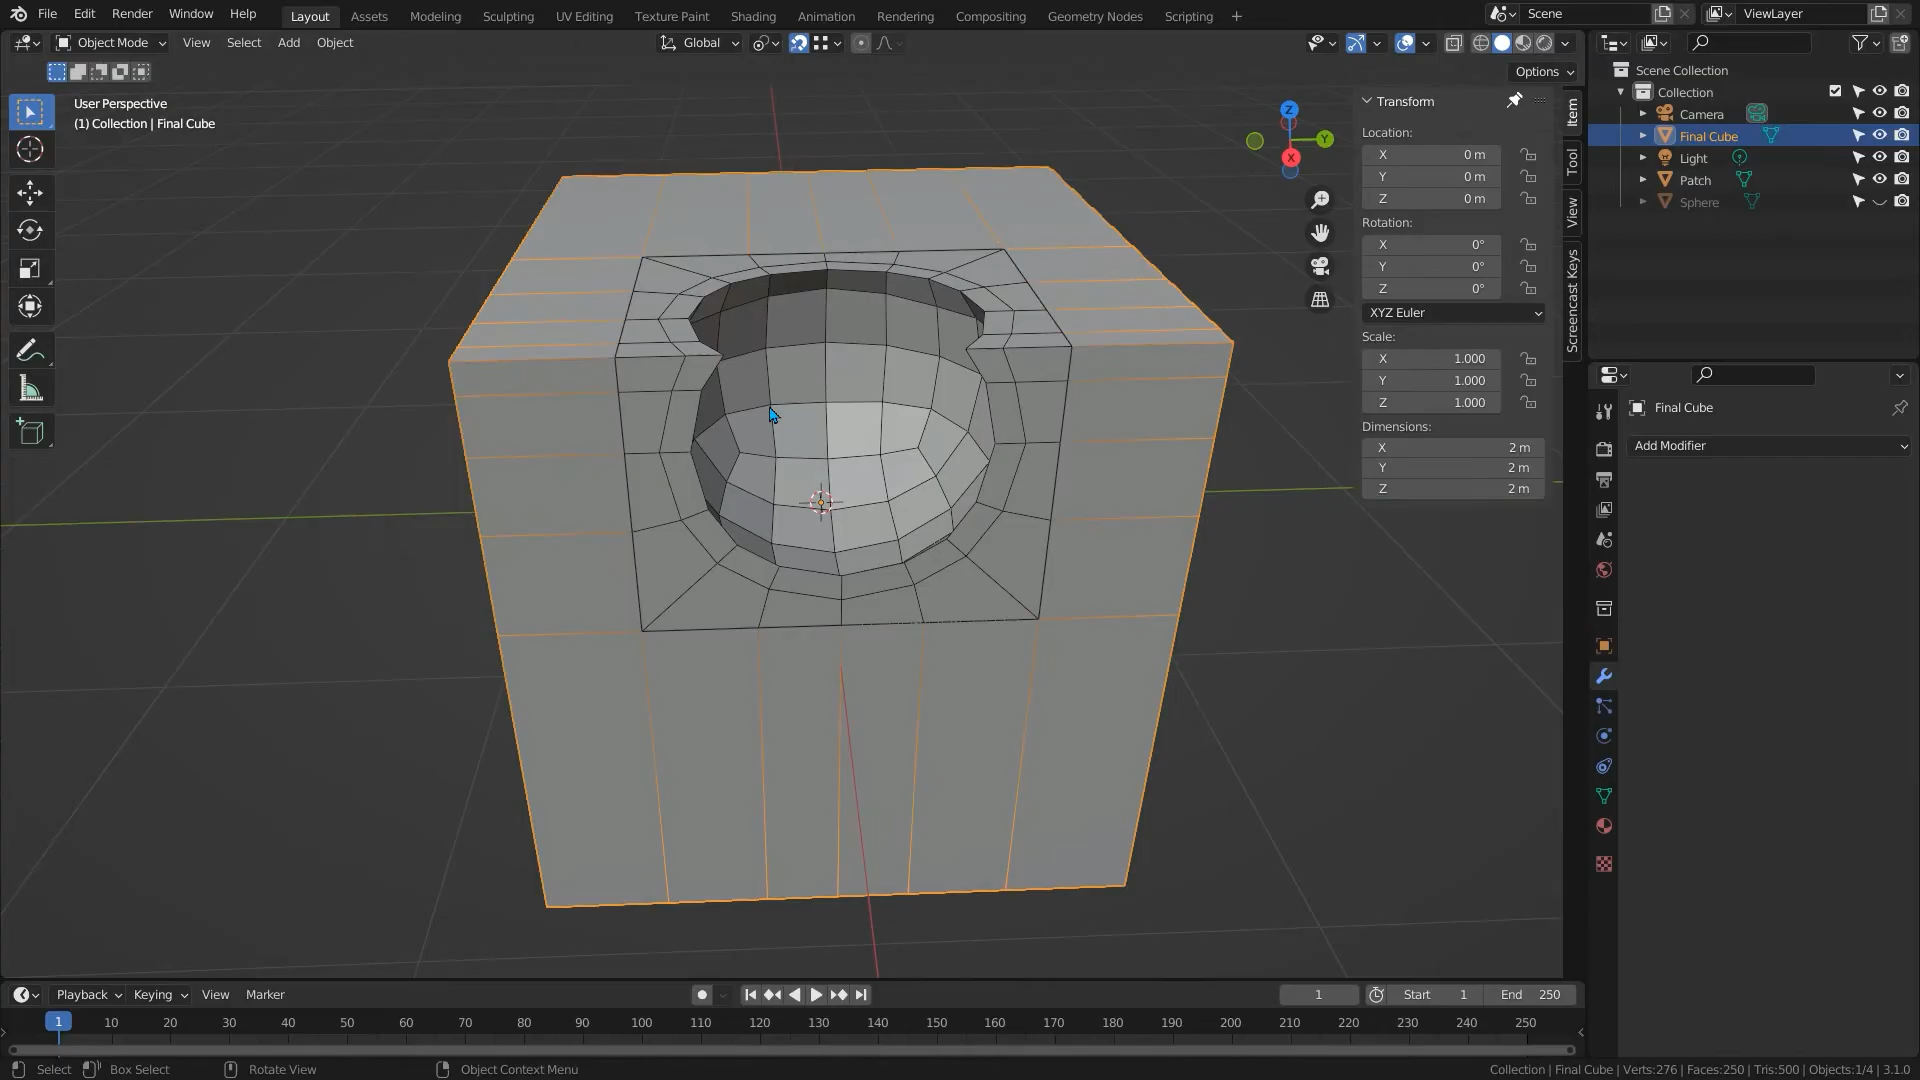 File Edit Render Window Help Layout Assets Modeling Sculpting UV Editing Texture Paint Shading Animation Rendering Compositing Geometry Nodes Scripting + Scene ViewLayer
Object Mode View Select Add Object Global
Options
User Perspective
(1) Collection | Final Cube
Z
Y
X
Transform
Location:
X 0 m
Y 0 m
Z 0 m
Rotation:
X 0°
Y 0°
Z 0°
XYZ Euler
Scale:
X 1.000
Y 1.000
Z 1.000
Dimensions:
X 2 m
Y 2 m
Z 2 m
Item
Tool
View
Screencast Keys
Scene Collection
Collection
Camera
Final Cube
Light
Patch
Sphere
Final Cube
Add Modifier
Playback Keying View Marker 1 Start 1 End 250
1 10 20 30 40 50 60 70 80 90 100 110 120 130 140 150 160 170 180 190 200 210 220 230 240 250
Select Box Select Rotate View Object Context Menu Collection | Final Cube | Verts:276 | Faces:250 | Tris:500 | Objects:1/4 | 3.1.0